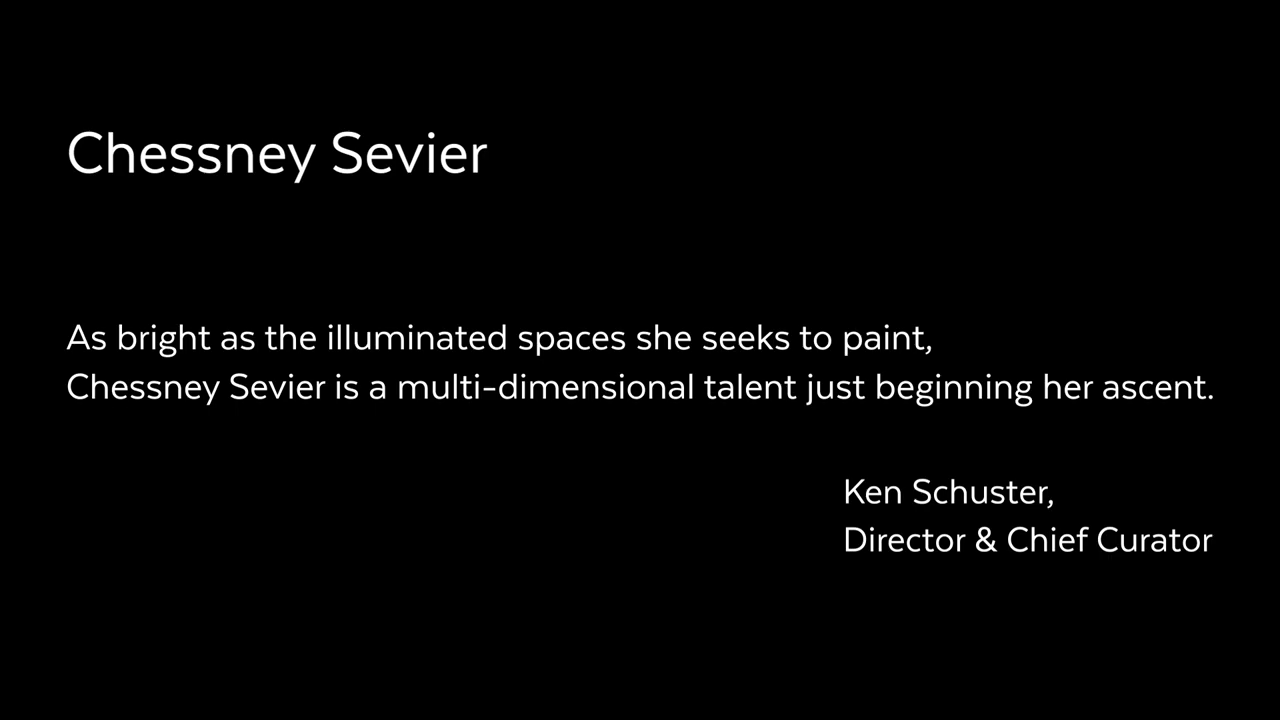 Chessney Sevier
As bright as the illuminated spaces she seeks to paint,
Chessney Sevier is a multi-dimensional talent just beginning her ascent.
Ken Schuster,
Director & Chief Curator